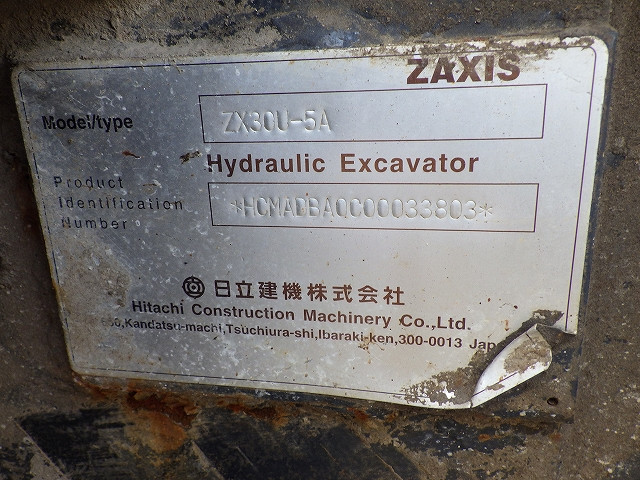 ZAXIS
Model/type ZX30U-5A
Hydraulic Excavator
Product
Identification
Number
*HCMADBA0C00033803*
日立建機株式会社
Hitachi Construction Machinery Co.,Ltd.
Kandatsu-machi,Tsuchiura-shi,Ibaraki-ken,300-0013